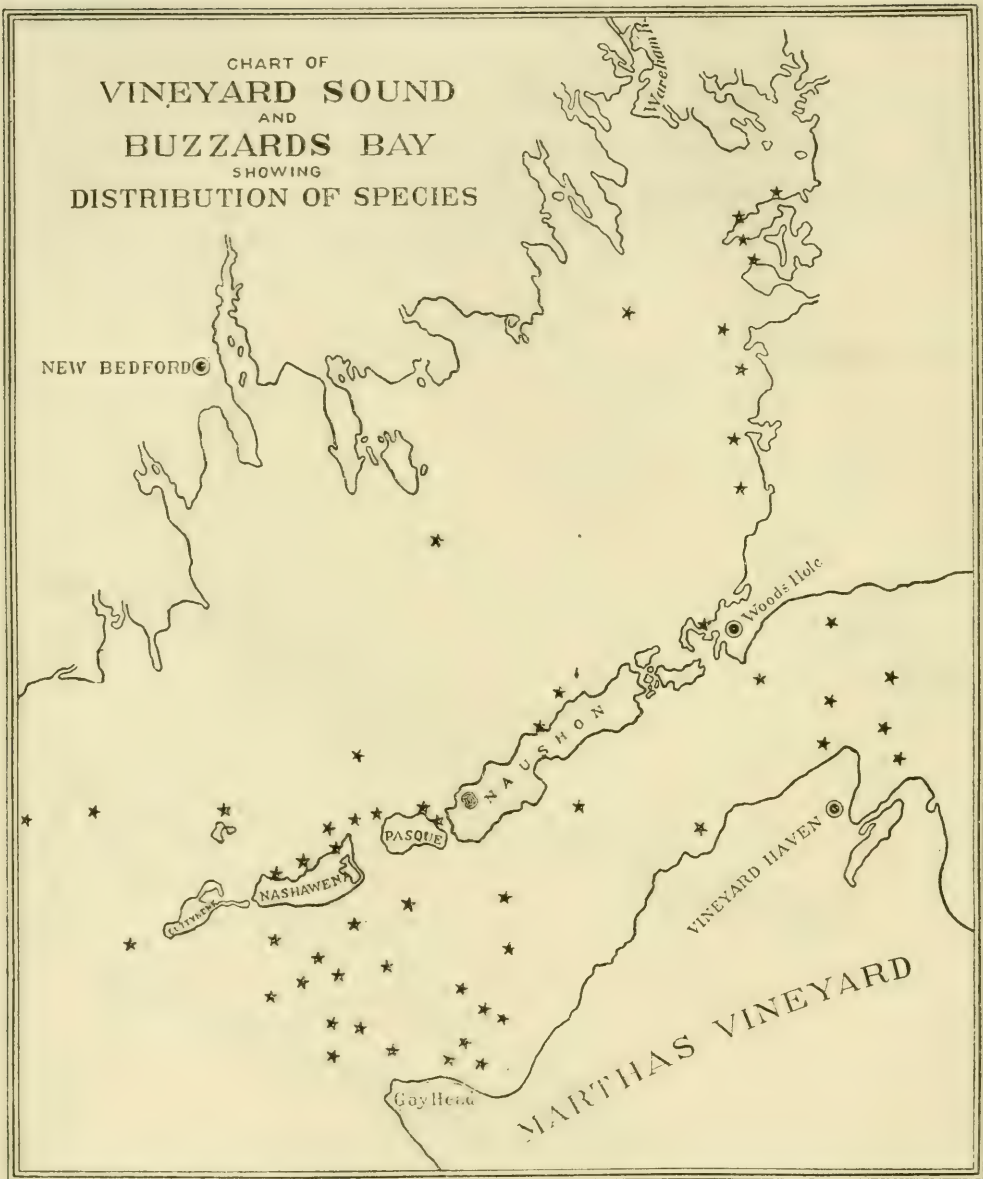 CHART OF
VINEYARD SOUND
AND
BUZZARDS BAY
SHOWING
DISTRIBUTION OF SPECIES
Wareham R.
NEW BEDFORD
Woods Hole
NAUSHON
PASQUE
NASHAWENA
CUTTYHUNK
VINEYARD HAVEN
MARTHAS VINEYARD
Gay Head